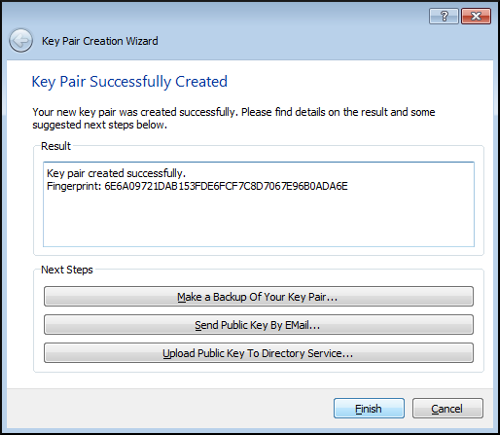 Key Pair Creation Wizard
Key Pair Successfully Created
Your new key pair was created successfully. Please find details on the result and some
suggested next steps below.
Result
Key pair created successfully.
Fingerprint: 6E6A09721DAB153FDE6FCF7C8D7067E96B0ADA6E
Next Steps
Make a Backup Of Your Key Pair...
Send Public Key By EMail...
Upload Public Key To Directory Service...
Finish
Cancel